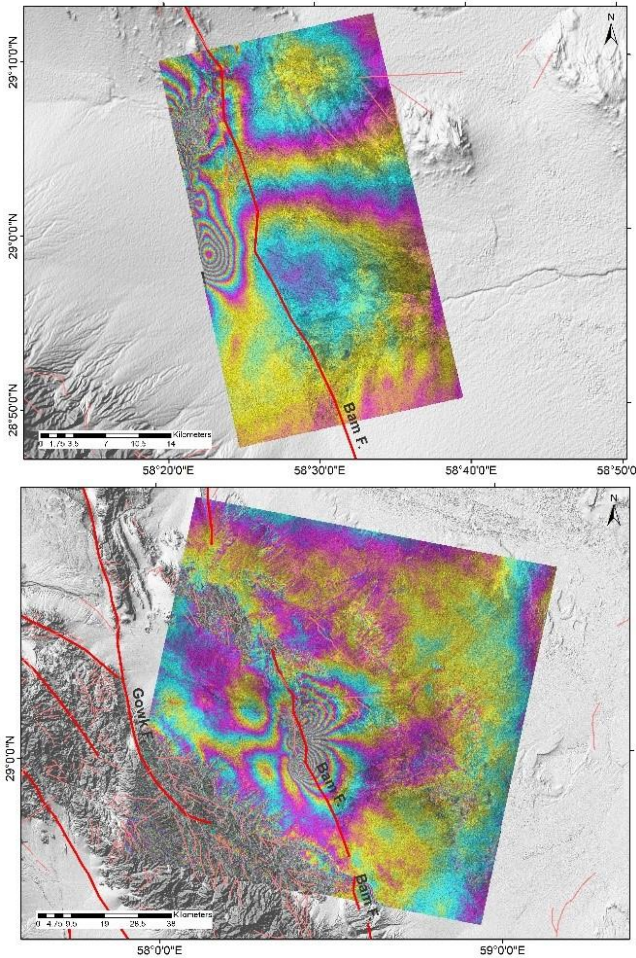 N
29°10'0"N
29°0'0"N
28°50'0"N
Bam F.
Kilometers
0 1.75 3.5 7 10.5 14
58°20'0"E 58°30'0"E 58°40'0"E 58°50'0"E
N
Gowk F.
29°0'0"N
Bam F.
Bam F.
Kilometers
0 4.75 9.5 19 28.5 38
58°0'0"E 59°0'0"E